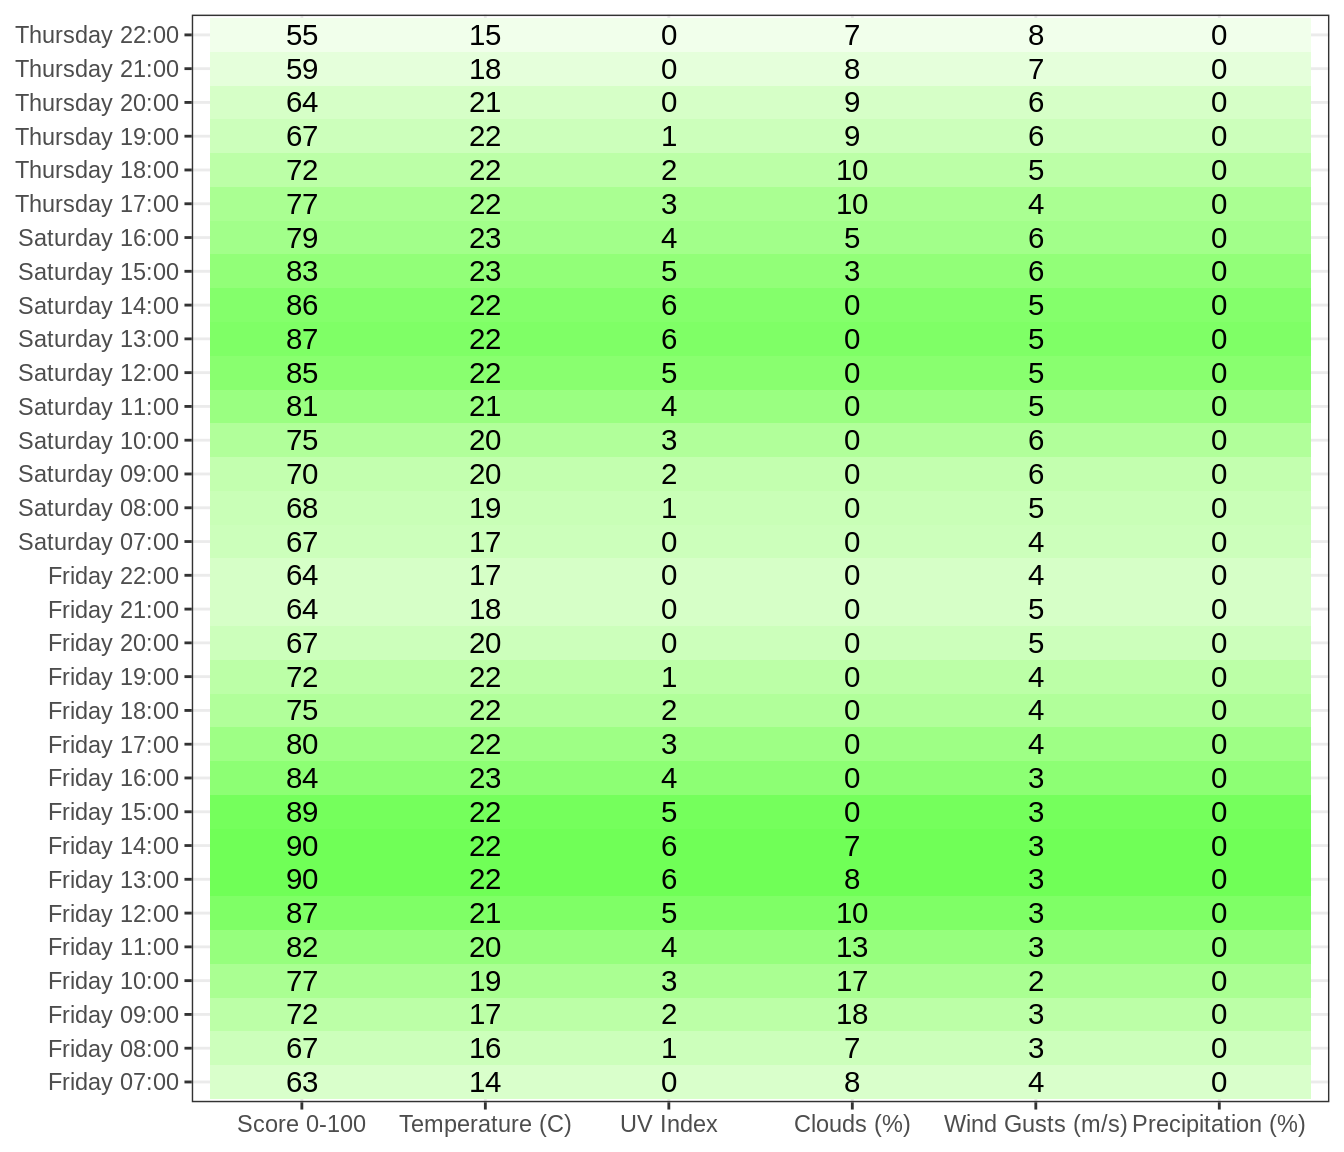 Thursday 22:00 55 15 0 7 8 0
Thursday 21:00 59 18 0 8 7 0
Thursday 20:00 64 21 0 9 6 0
Thursday 19:00 67 22 1 9 6 0
Thursday 18:00 72 22 2 10 5 0
Thursday 17:00 77 22 3 10 4 0
Saturday 16:00 79 23 4 5 6 0
Saturday 15:00 83 23 5 3 6 0
Saturday 14:00 86 22 6 0 5 0
Saturday 13:00 87 22 6 0 5 0
Saturday 12:00 85 22 5 0 5 0
Saturday 11:00 81 21 4 0 5 0
Saturday 10:00 75 20 3 0 6 0
Saturday 09:00 70 20 2 0 6 0
Saturday 08:00 68 19 1 0 5 0
Saturday 07:00 67 17 0 0 4 0
Friday 22:00 64 17 0 0 4 0
Friday 21:00 64 18 0 0 5 0
Friday 20:00 67 20 0 0 5 0
Friday 19:00 72 22 1 0 4 0
Friday 18:00 75 22 2 0 4 0
Friday 17:00 80 22 3 0 4 0
Friday 16:00 84 23 4 0 3 0
Friday 15:00 89 22 5 0 3 0
Friday 14:00 90 22 6 7 3 0
Friday 13:00 90 22 6 8 3 0
Friday 12:00 87 21 5 10 3 0
Friday 11:00 82 20 4 13 3 0
Friday 10:00 77 19 3 17 2 0
Friday 09:00 72 17 2 18 3 0
Friday 08:00 67 16 1 7 3 0
Friday 07:00 63 14 0 8 4 0
Score 0-100 Temperature (C) UV Index Clouds (%) Wind Gusts (m/s) Precipitation (%)